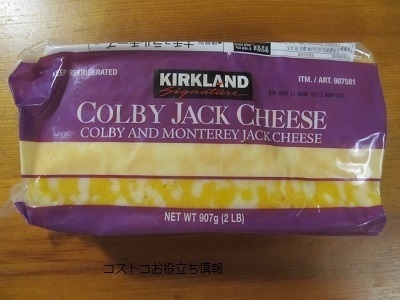 KEEP REFRIGERATED
ITM. / ART. 907581
KIRKLAND
Signature
COLBY JACK CHEESE
COLBY AND MONTEREY JACK CHEESE
NET WT 907g (2 LB)
コストコお役立ち情報